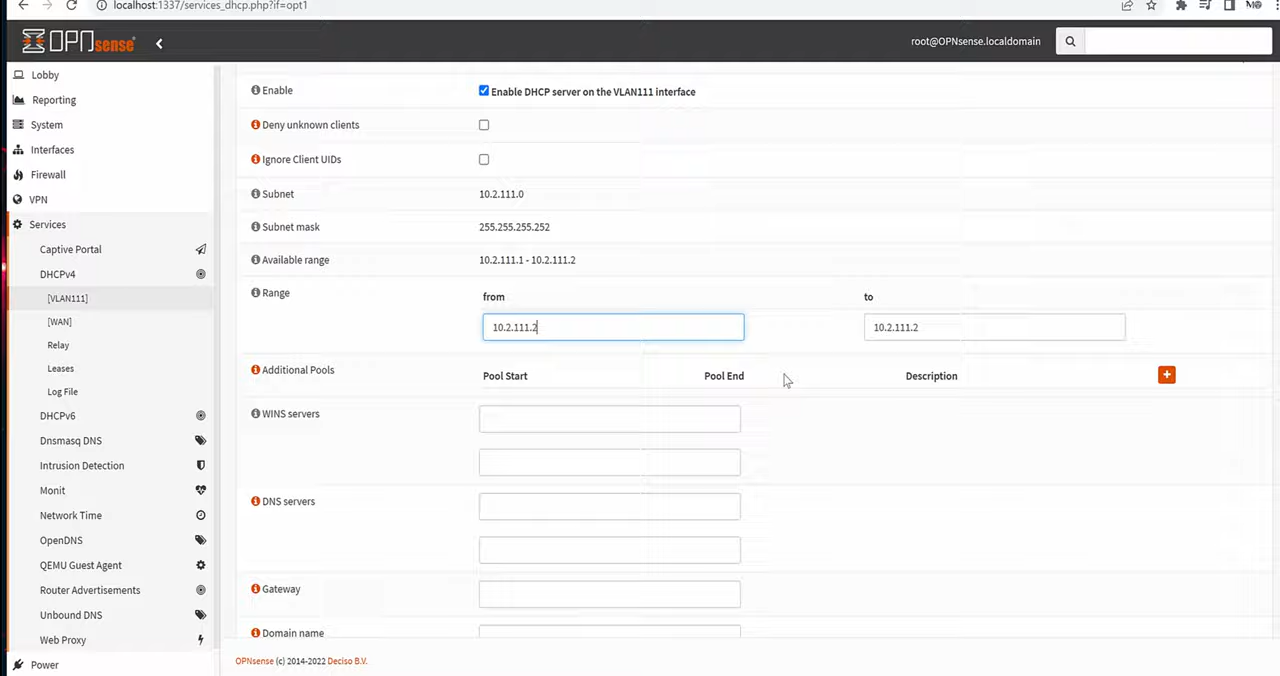 localhost:1337/services_dhcp.php?if=opt1
OPNsense
root@OPNsense.localdomain
Lobby
Reporting
System
Interfaces
Firewall
VPN
Services
Captive Portal
DHCPv4
[VLAN111]
[WAN]
Relay
Leases
Log File
DHCPv6
Dnsmasq DNS
Intrusion Detection
Monit
Network Time
OpenDNS
QEMU Guest Agent
Router Advertisements
Unbound DNS
Web Proxy
Power
Enable
Enable DHCP server on the VLAN111 interface
Deny unknown clients
Ignore Client UIDs
Subnet
10.2.111.0
Subnet mask
255.255.255.252
Available range
10.2.111.1 - 10.2.111.2
Range
from to
10.2.111.2 10.2.111.2
Additional Pools
Pool Start Pool End Description
WINS servers
DNS servers
Gateway
Domain name
OPNsense (c) 2014-2022 Deciso B.V.